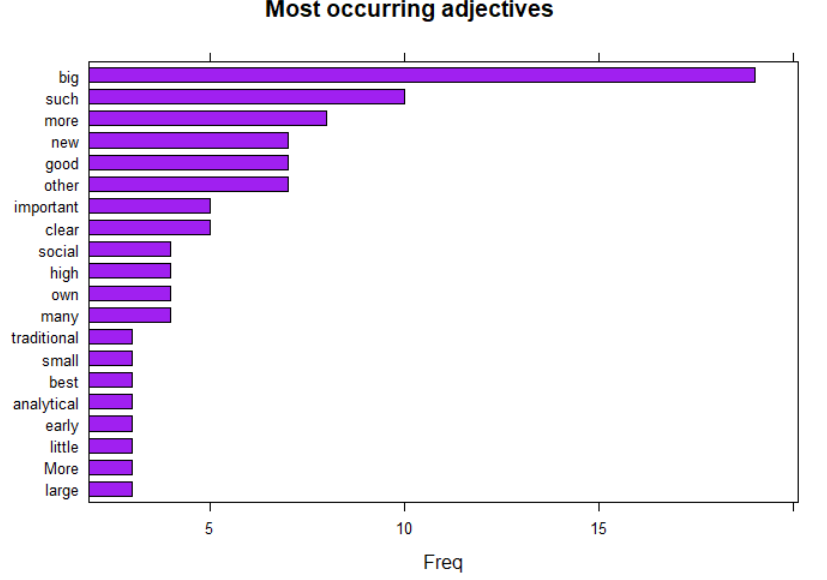 Most occurring adjectives
big
such
more
new
good
other
important
clear
social
high
own
many
traditional
small
best
analytical
early
little
More
large
5 10 15
Freq